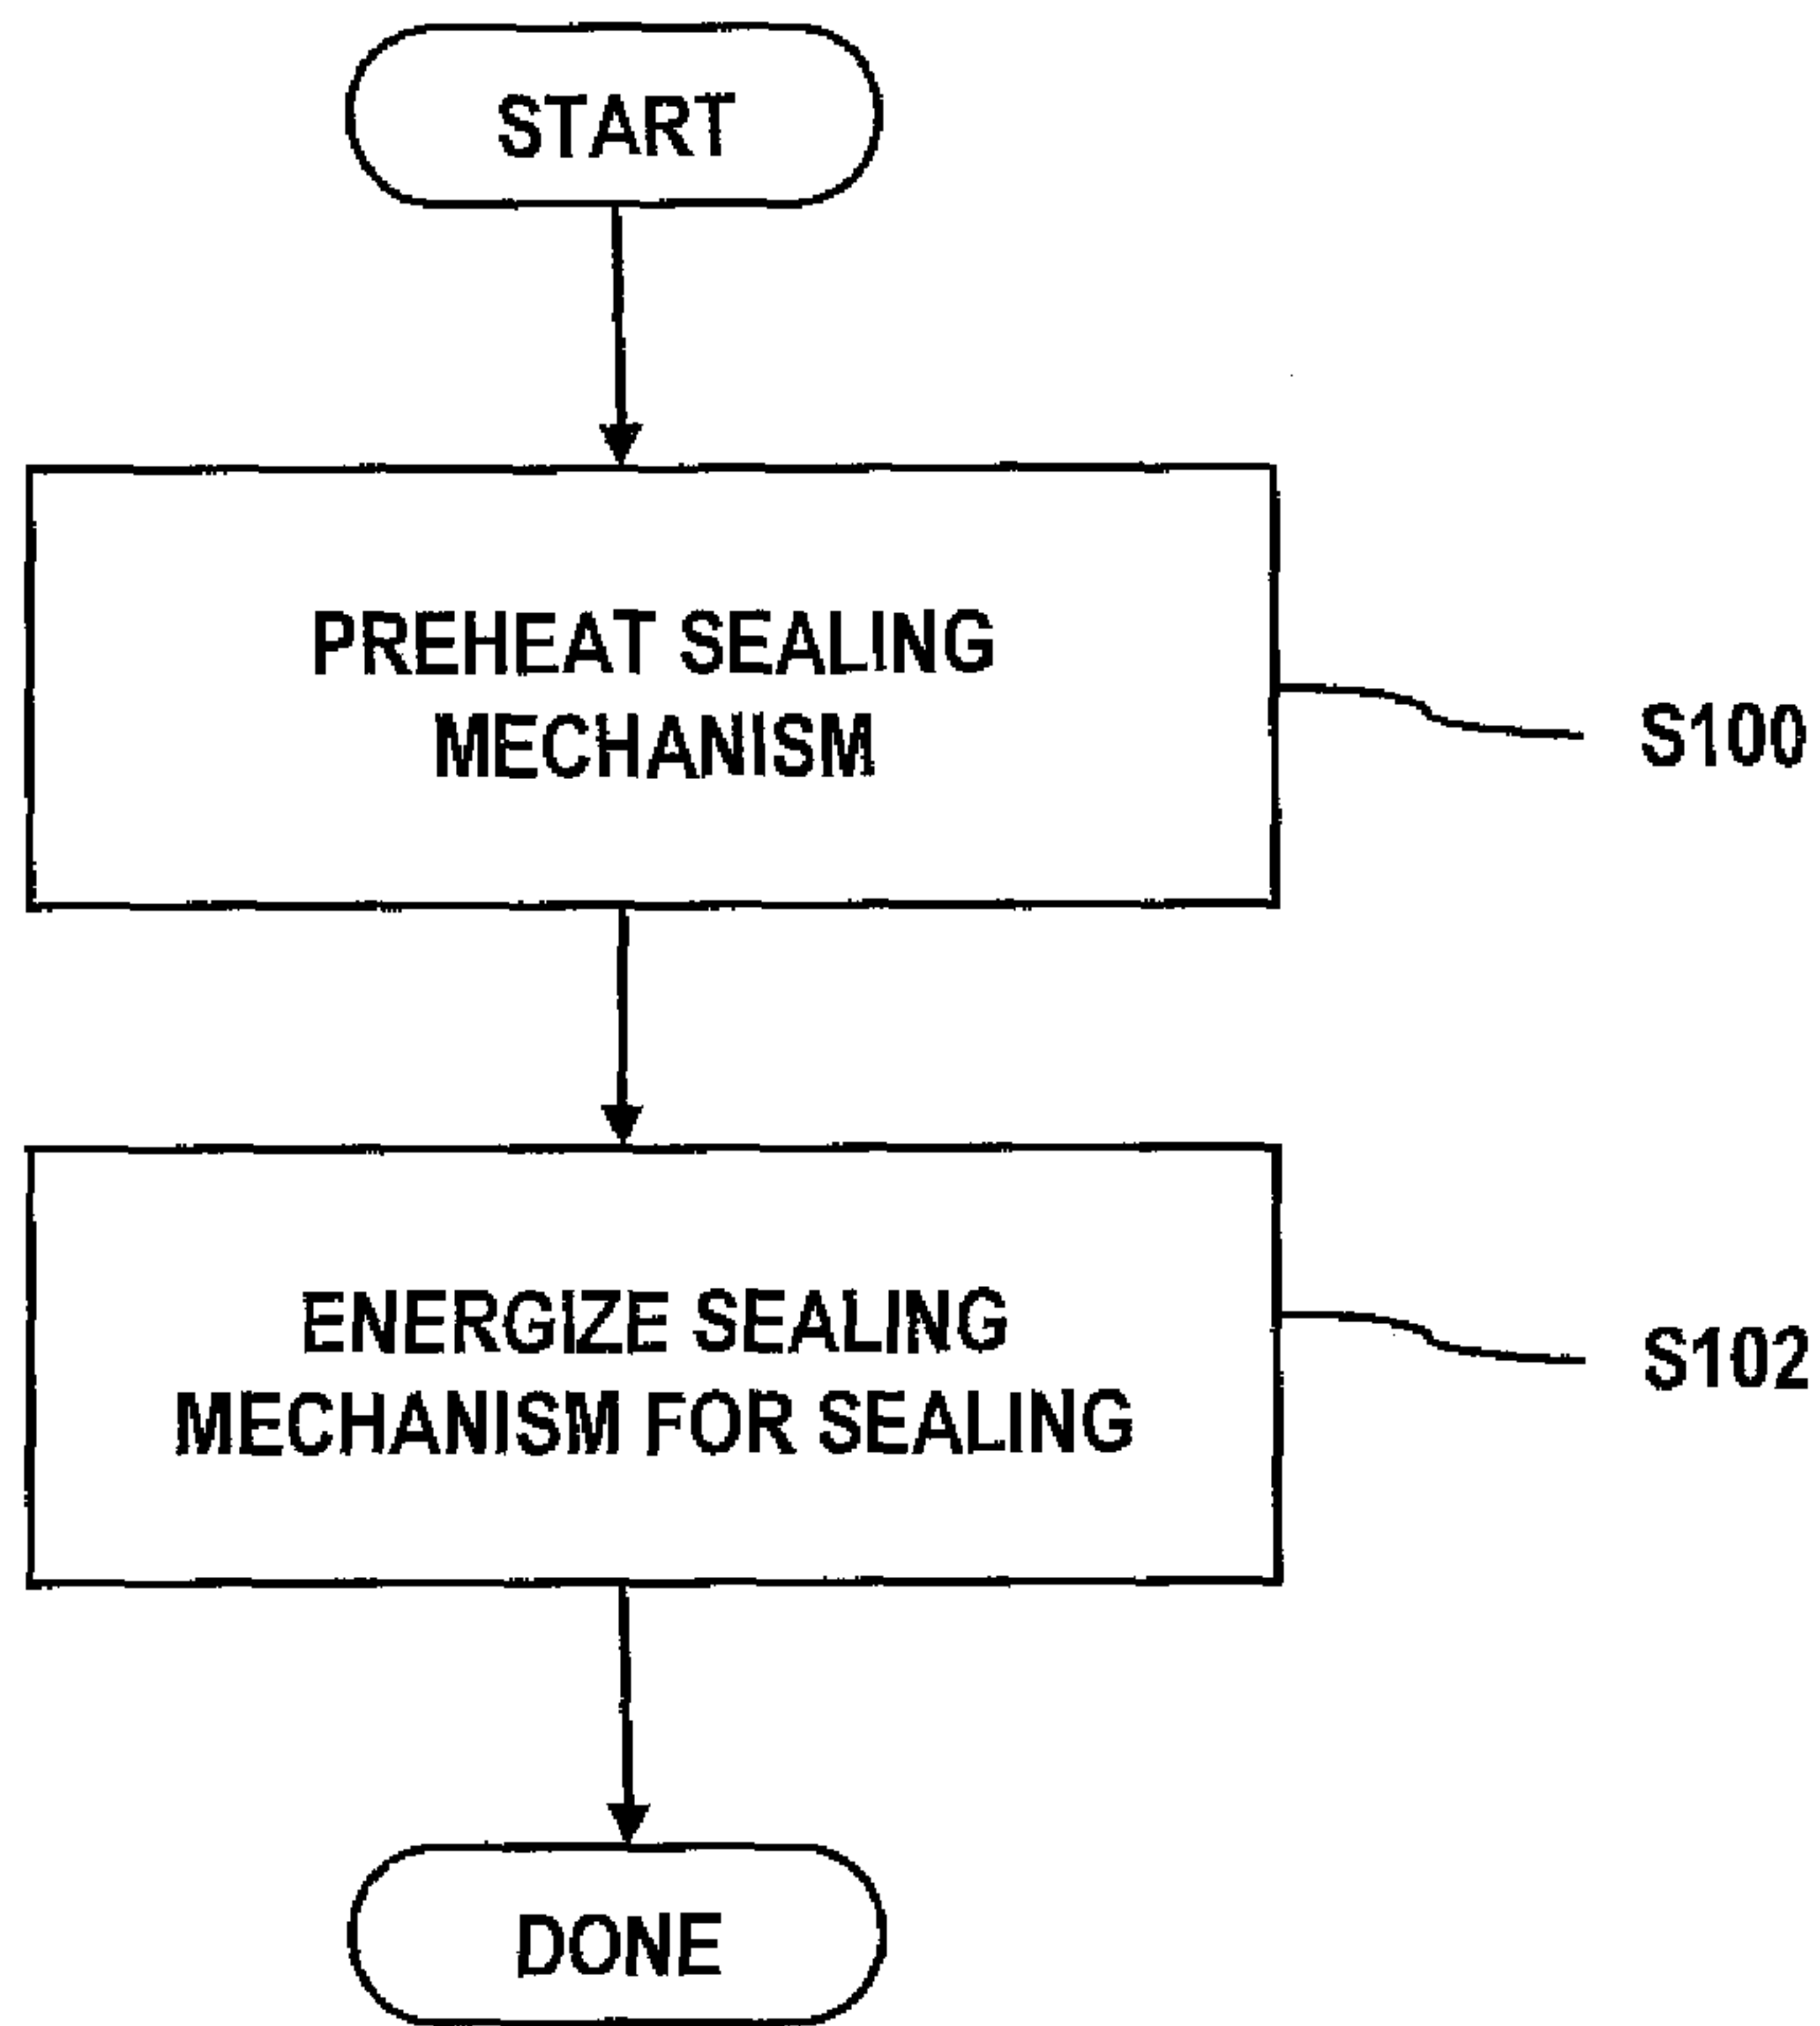 START
PREHEAT SEALING
MECHANISM
S100
ENERGIZE SEALING
MECHANISM FOR SEALING
S102
DONE